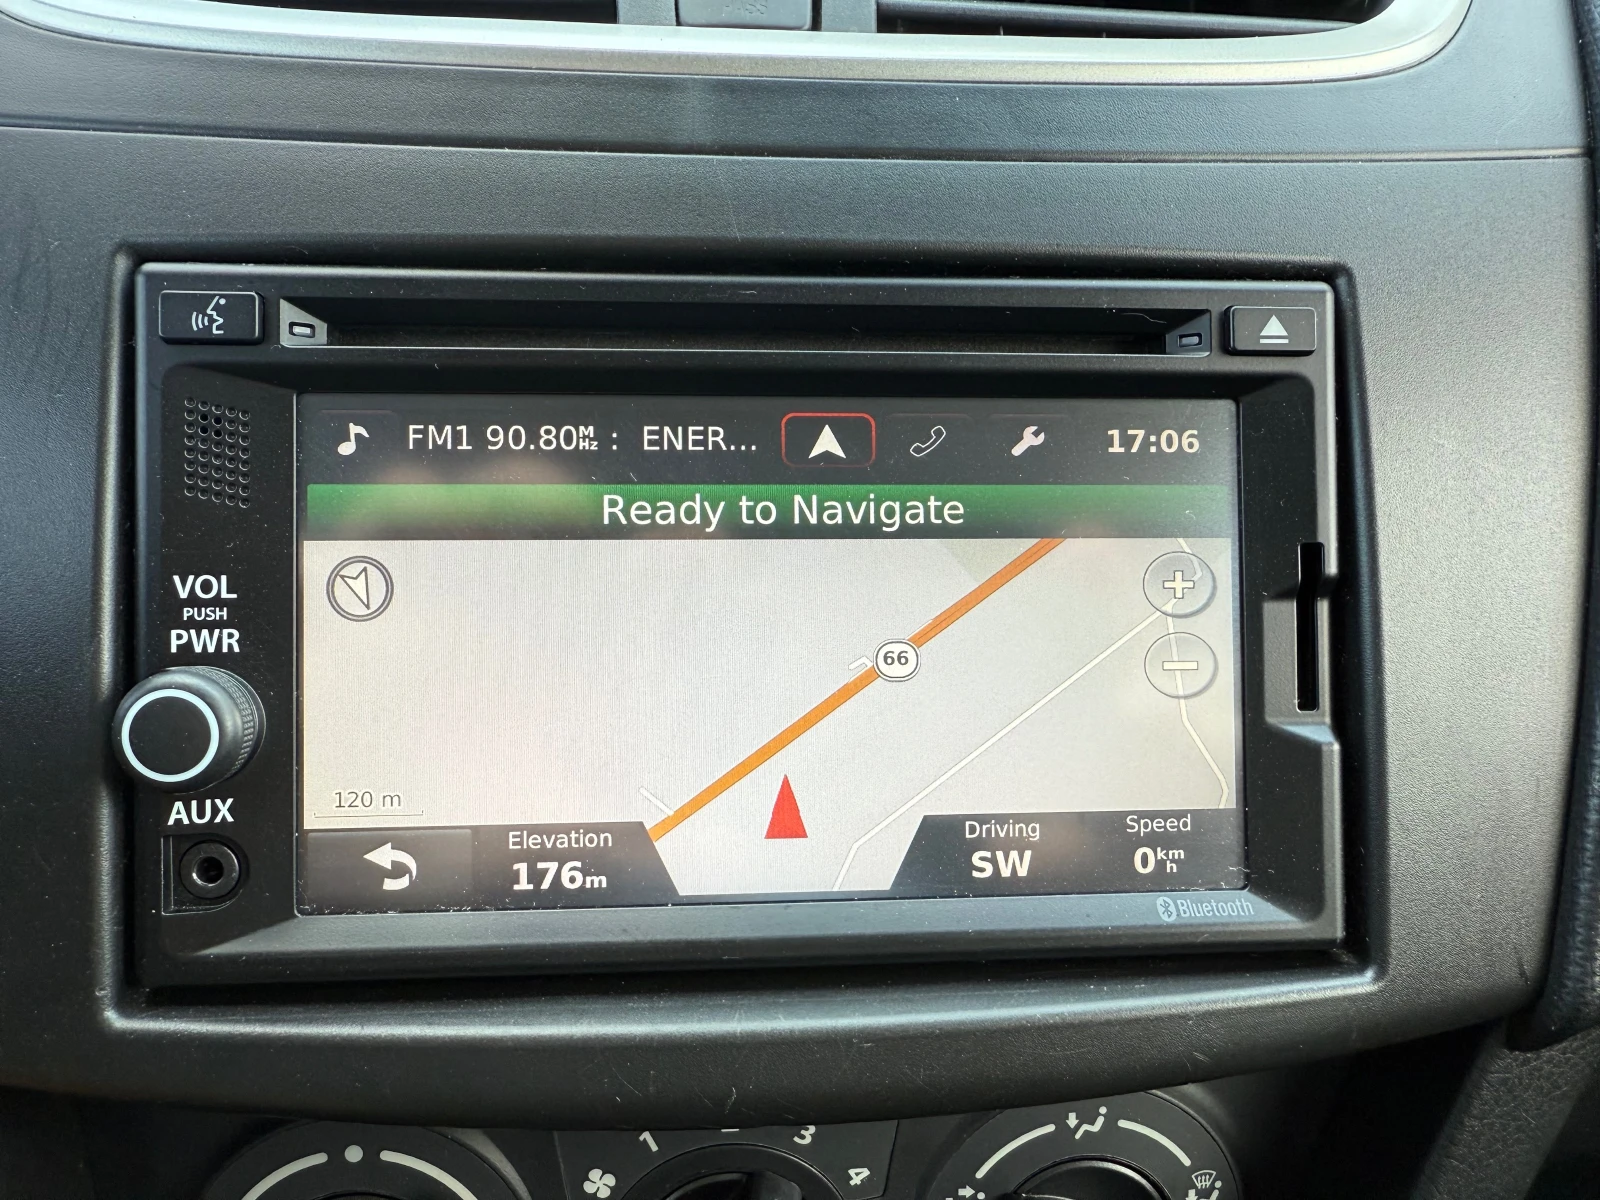 PASS
FM1 90.80MHz : ENER... 17:06
Ready to Navigate
VOL
PUSH
PWR
66
120 m
AUX
Elevation
176m
Driving
SW
Speed
0km/h
Bluetooth
1 3
4